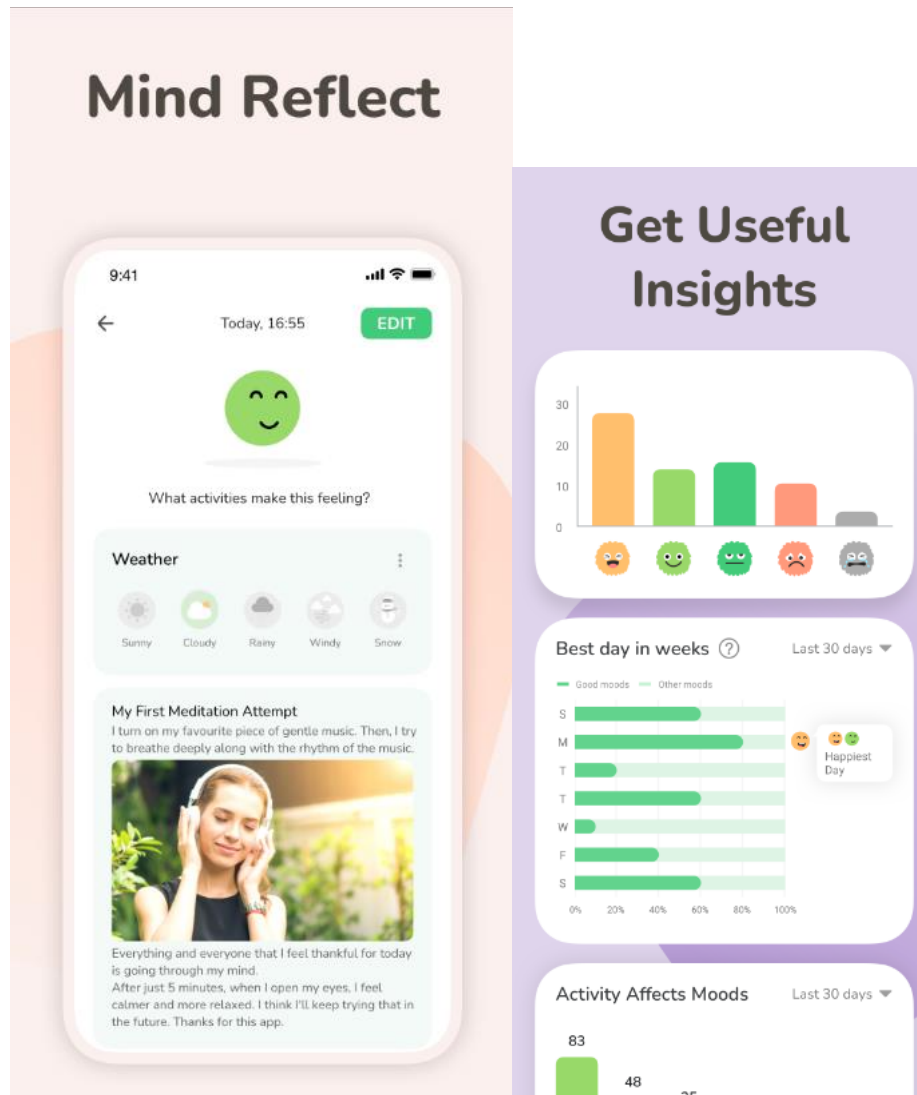 Mind Reflect
9:41
Today, 16:55
EDIT
What activities make this feeling?
Weather
Sunny
Cloudy
Rainy
Windy
Snow
My First Meditation Attempt
I turn on my favourite piece of gentle music. Then, I try
to breathe deeply along with the rhythm of the music.
Everything and everyone that I feel thankful for today
is going through my mind.
After just 5 minutes, when I open my eyes, I feel
calmer and more relaxed. I think I'll keep trying that in
the future. Thanks for this app.
Get Useful
Insights
30
20
10
0
Best day in weeks ?
Last 30 days
Good moods
Other moods
S
M
T
T
W
F
S
0% 20% 40% 60% 80% 100%
Happiest
Day
Activity Affects Moods
Last 30 days
83
48